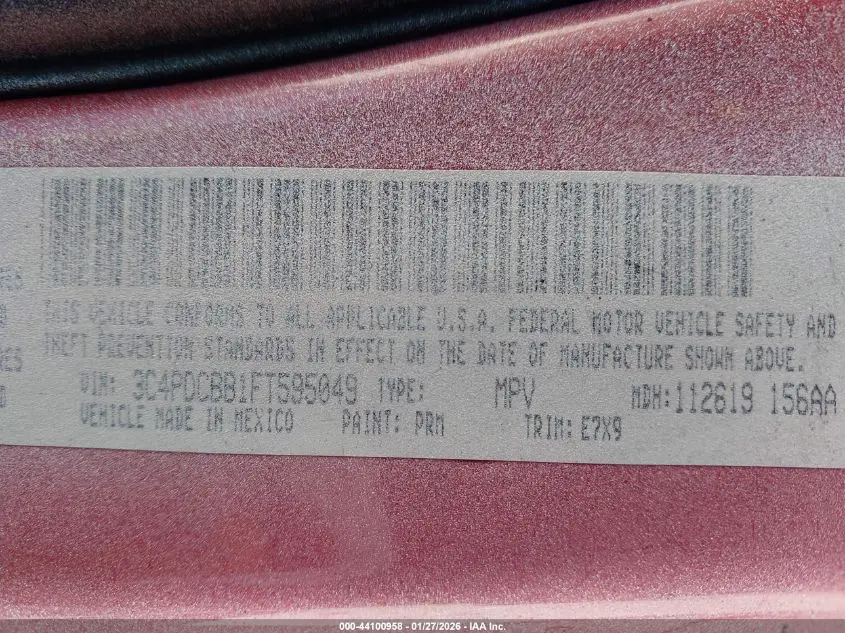 THIS VEHICLE CONFORMS TO ALL APPLICABLE U.S.A. FEDERAL MOTOR VEHICLE SAFETY AND
THEFT PREVENTION STANDARDS IN EFFECT ON THE DATE OF MANUFACTURE SHOWN ABOVE.
VIN: 3C4PDCBB1FT595049 TYPE: MPV MDH:112619 156AA
VEHICLE MADE IN MEXICO PAINT: PRM TRIM: E7X9
000-44100958 - 01/27/2026 - IAA Inc.